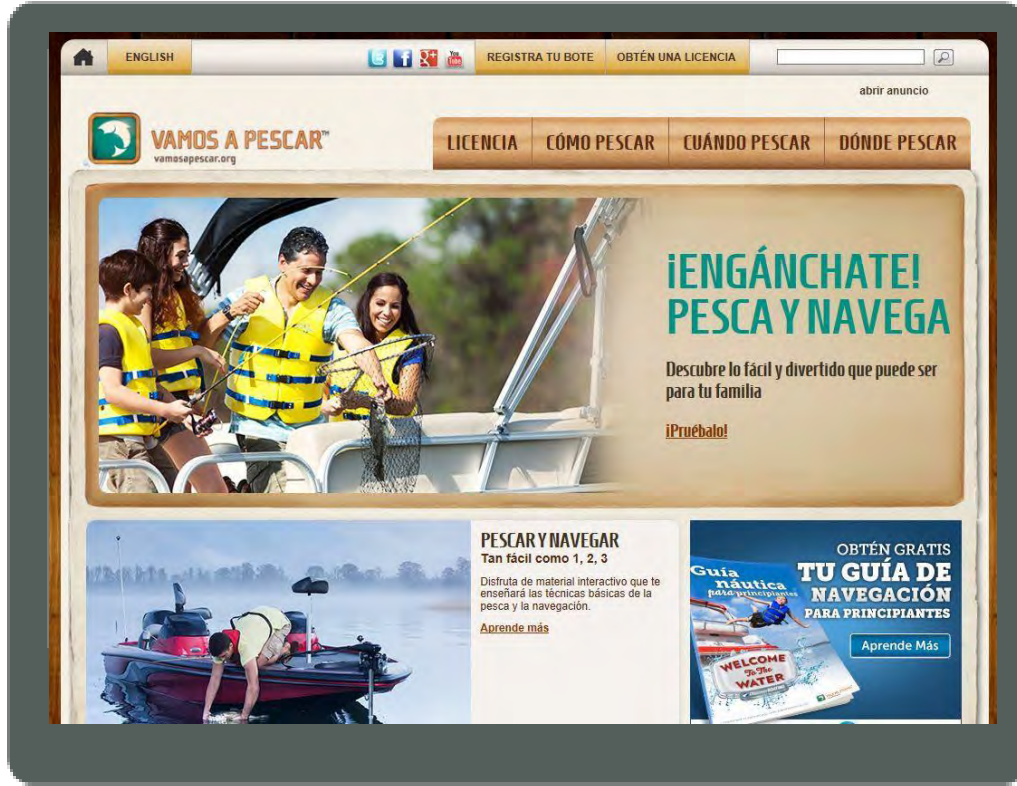 ENGLISH
You
Tube
REGISTRA TU BOTE
OBTÉN UNA LICENCIA
abrir anuncio
VAMOS A PESCAR™
vamosapescar.org
LICENCIA
CÓMO PESCAR
CUÁNDO PESCAR
DÓNDE PESCAR
¡ENGÁNCHATE!
PESCA Y NAVEGA
Descubre lo fácil y divertido que puede ser
para tu familia
¡Pruébalo!
PESCAR Y NAVEGAR
Tan fácil como 1, 2, 3
Disfruta de material interactivo que te
enseñará las técnicas básicas de la
pesca y la navegación.
Aprende más
OBTÉN GRATIS
TU GUÍA DE
NAVEGACIÓN
PARA PRINCIPIANTES
Aprende Más
Guía
náutica
para principiantes
WELCOME
To The
WATER